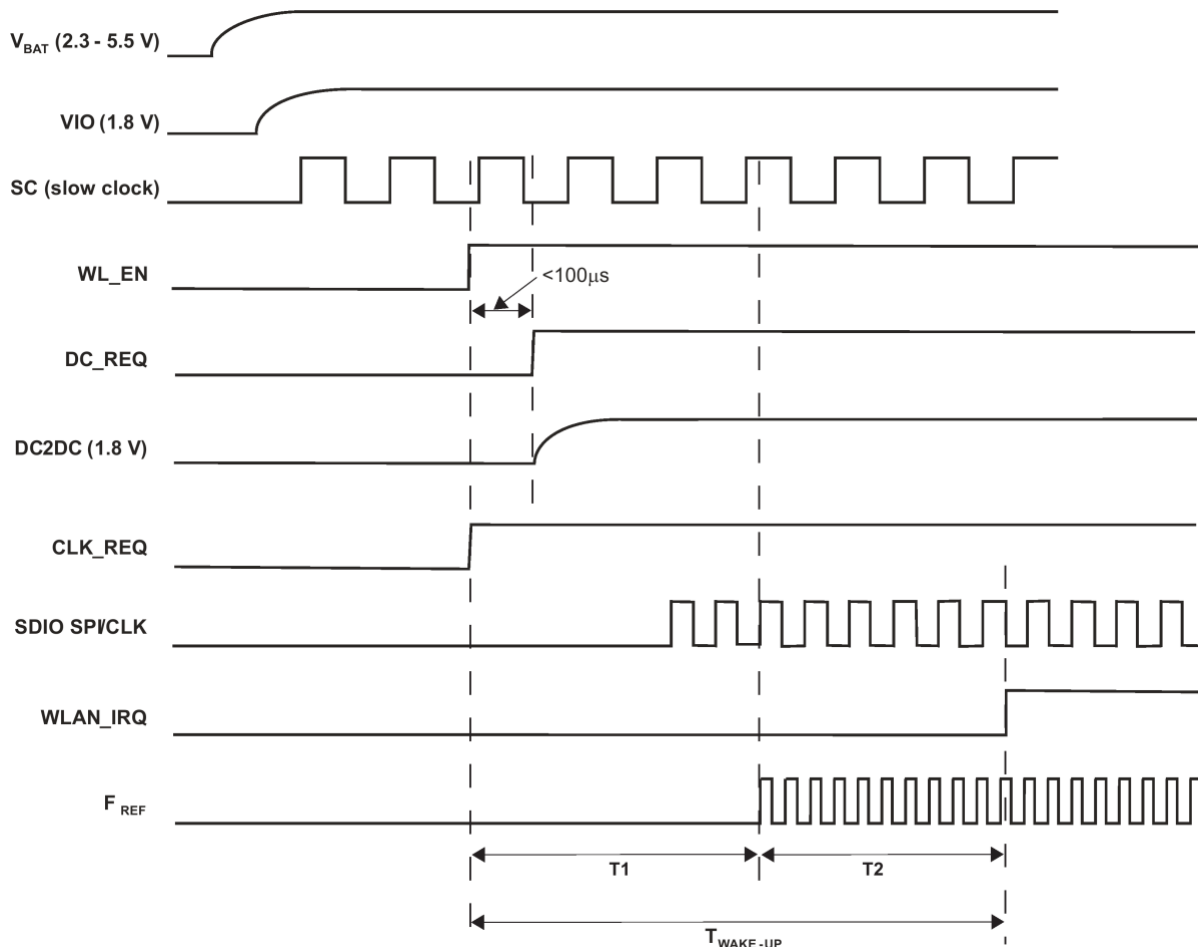 VBAT (2.3 - 5.5 V)
VIO (1.8 V)
SC (slow clock)
WL_EN
<100μs
DC_REQ
DC2DC (1.8 V)
CLK_REQ
SDIO SPI/CLK
WLAN_IRQ
F REF
T1
T2
TWAKE-UP